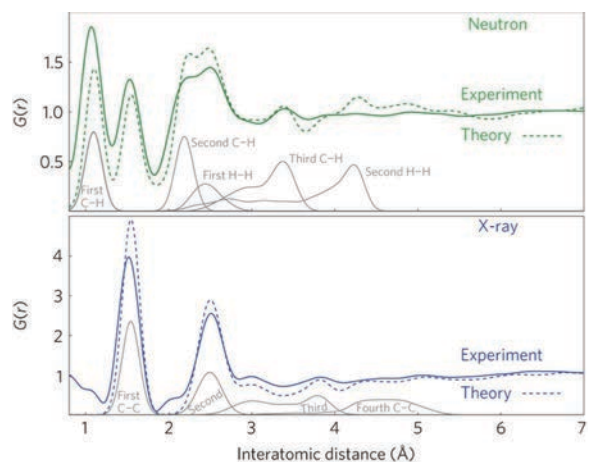 Neutron
1.5
G(r)
1.0
Experiment
Theory
Second C–H
0.5
First H–H
Third C–H
Second H–H
First
C–H
X-ray
4
3
G(r)
2
Experiment
1
Theory
First
C–C
Second
Third
Fourth C–C
1 2 3 4 5 6 7
Interatomic distance (Å)